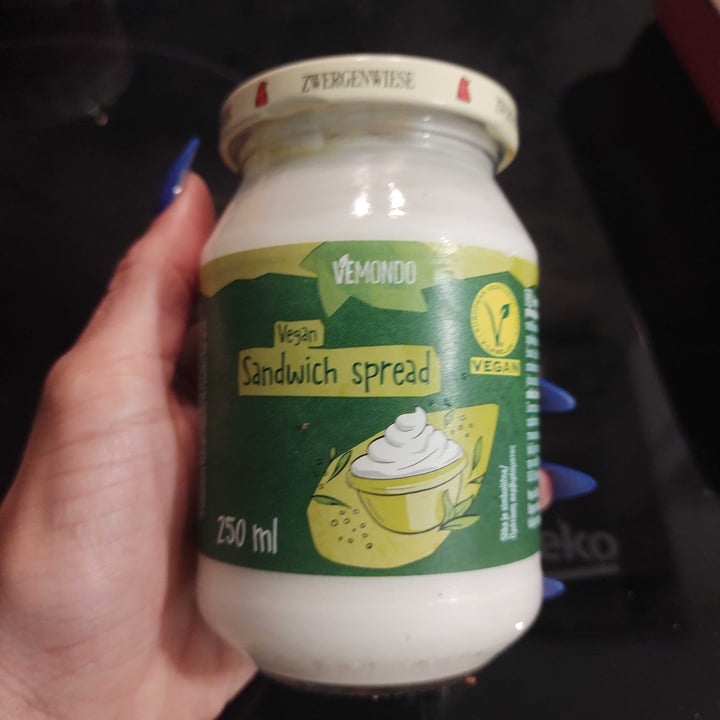 ZWERGENWIESE
VEMONDO
Vegan
Sandwich spread
VEGAN
250 ml
eko